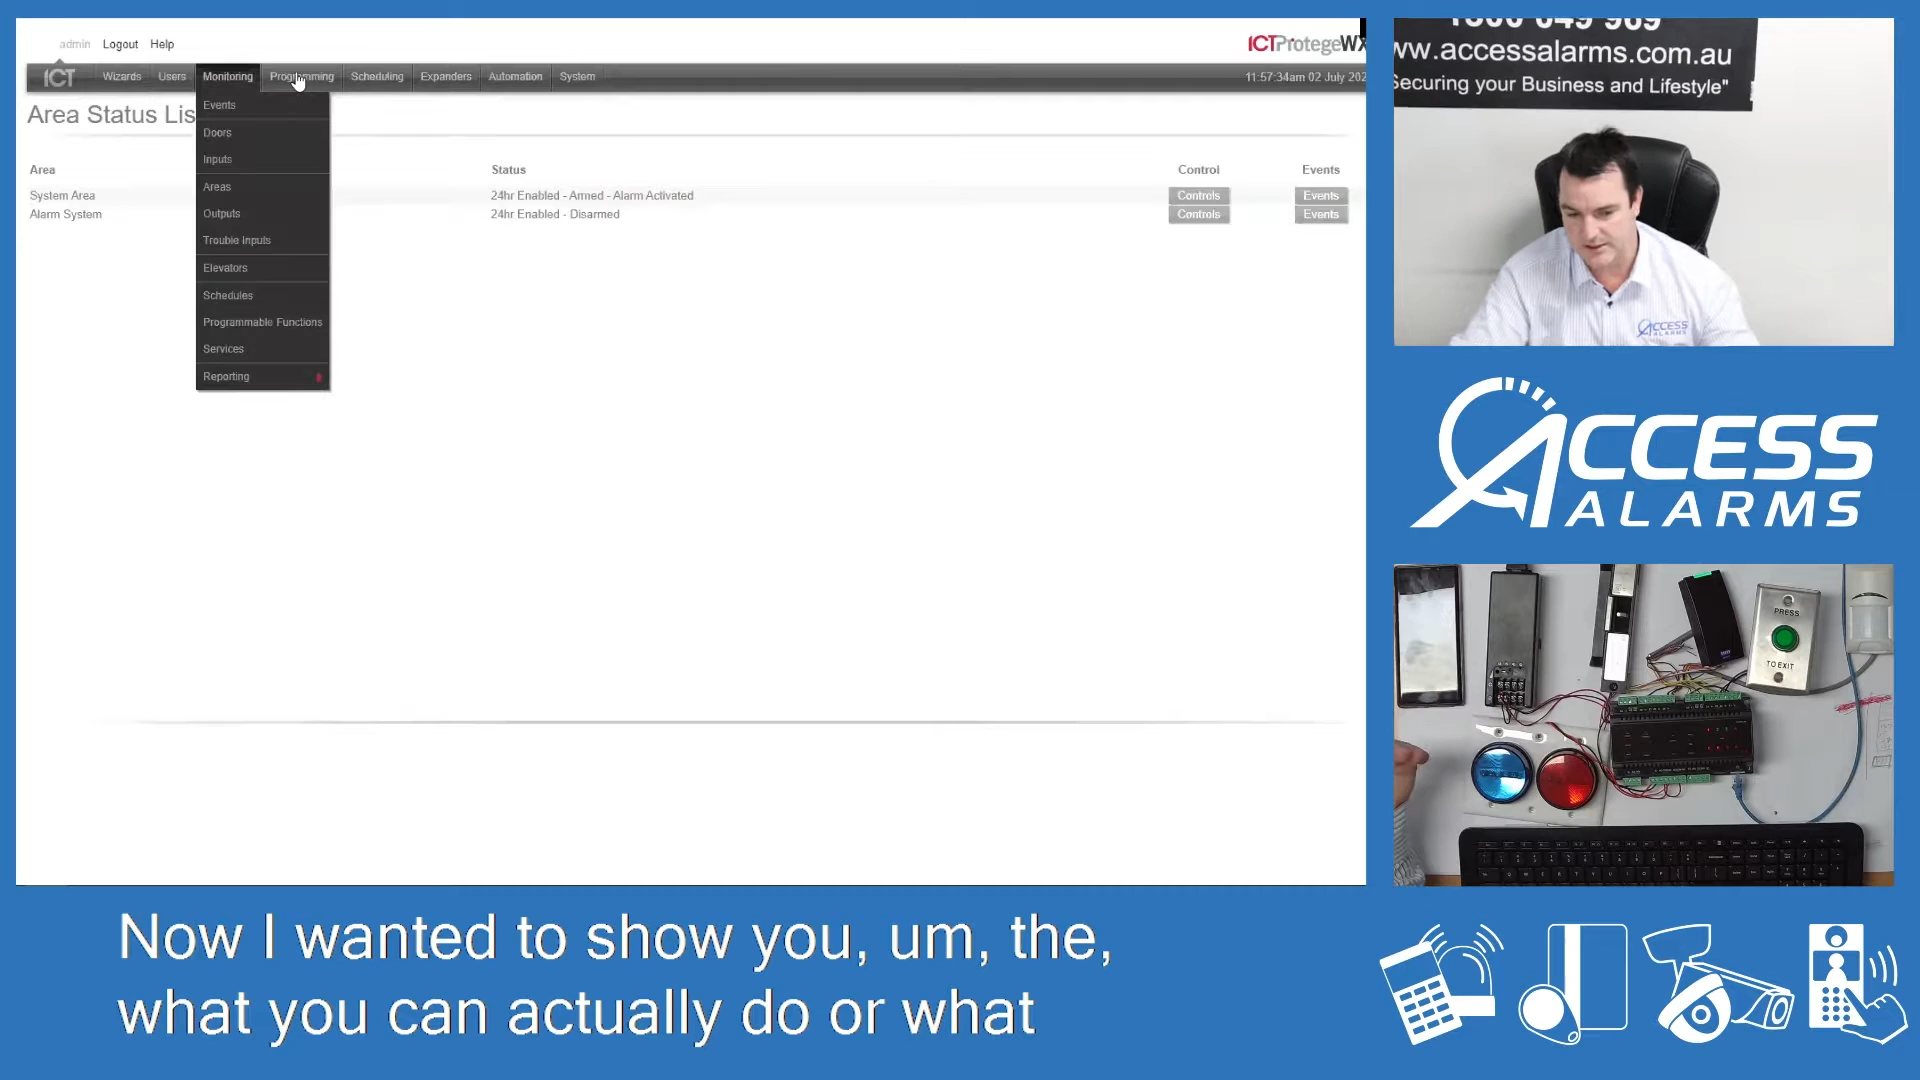 admin Logout Help
ICTProtegeWX
ICT Wizards Users Monitoring Programming Scheduling Expanders Automation System 11:57:34am 02 July 202
Area Status Lis
Events
Doors
Inputs
Areas
Outputs
Trouble Inputs
Elevators
Schedules
Programmable Functions
Services
Reporting
Area Status Control Events
System Area 24hr Enabled - Armed - Alarm Activated Controls Events
Alarm System 24hr Enabled - Disarmed Controls Events
ww.accessalarms.com.au
Securing your Business and Lifestyle"
ACCESS
ALARMS
ACCESS
ALARMS
PRESS
TO EXIT
Now I wanted to show you, um, the,
what you can actually do or what